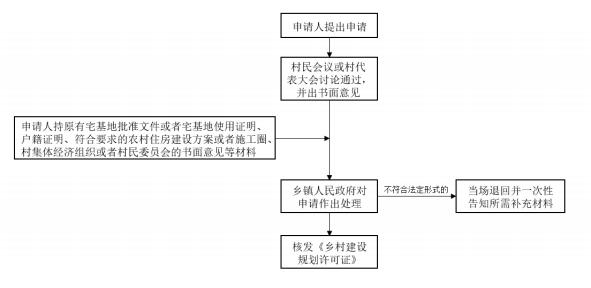 申请人提出申请
村民会议或村代
表大会讨论通过，
并出书面意见
申请人持原有宅基地批准文件或者宅基地使用证明、
户籍证明、符合要求的农村住房建设方案或者施工圈、
村集体经济组织或者村民委员会的书面意见等材料
乡镇人民政府对
申请作出处理
不符合法定形式的
当场退回并一次性
告知所需补充材料
核发《乡村建设
规划许可证》